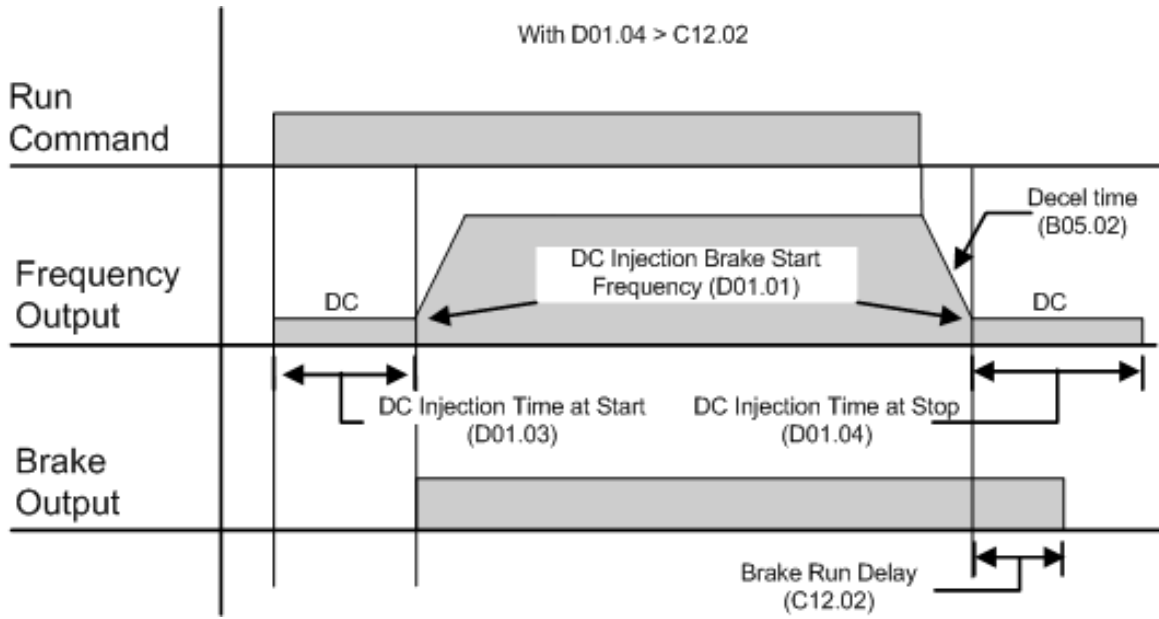 With D01.04 > C12.02
Run
Command
Decel time
(B05.02)
DC Injection Brake Start
Frequency (D01.01)
Frequency
Output
DC
DC
DC Injection Time at Start
(D01.03)
DC Injection Time at Stop
(D01.04)
Brake
Output
Brake Run Delay
(C12.02)